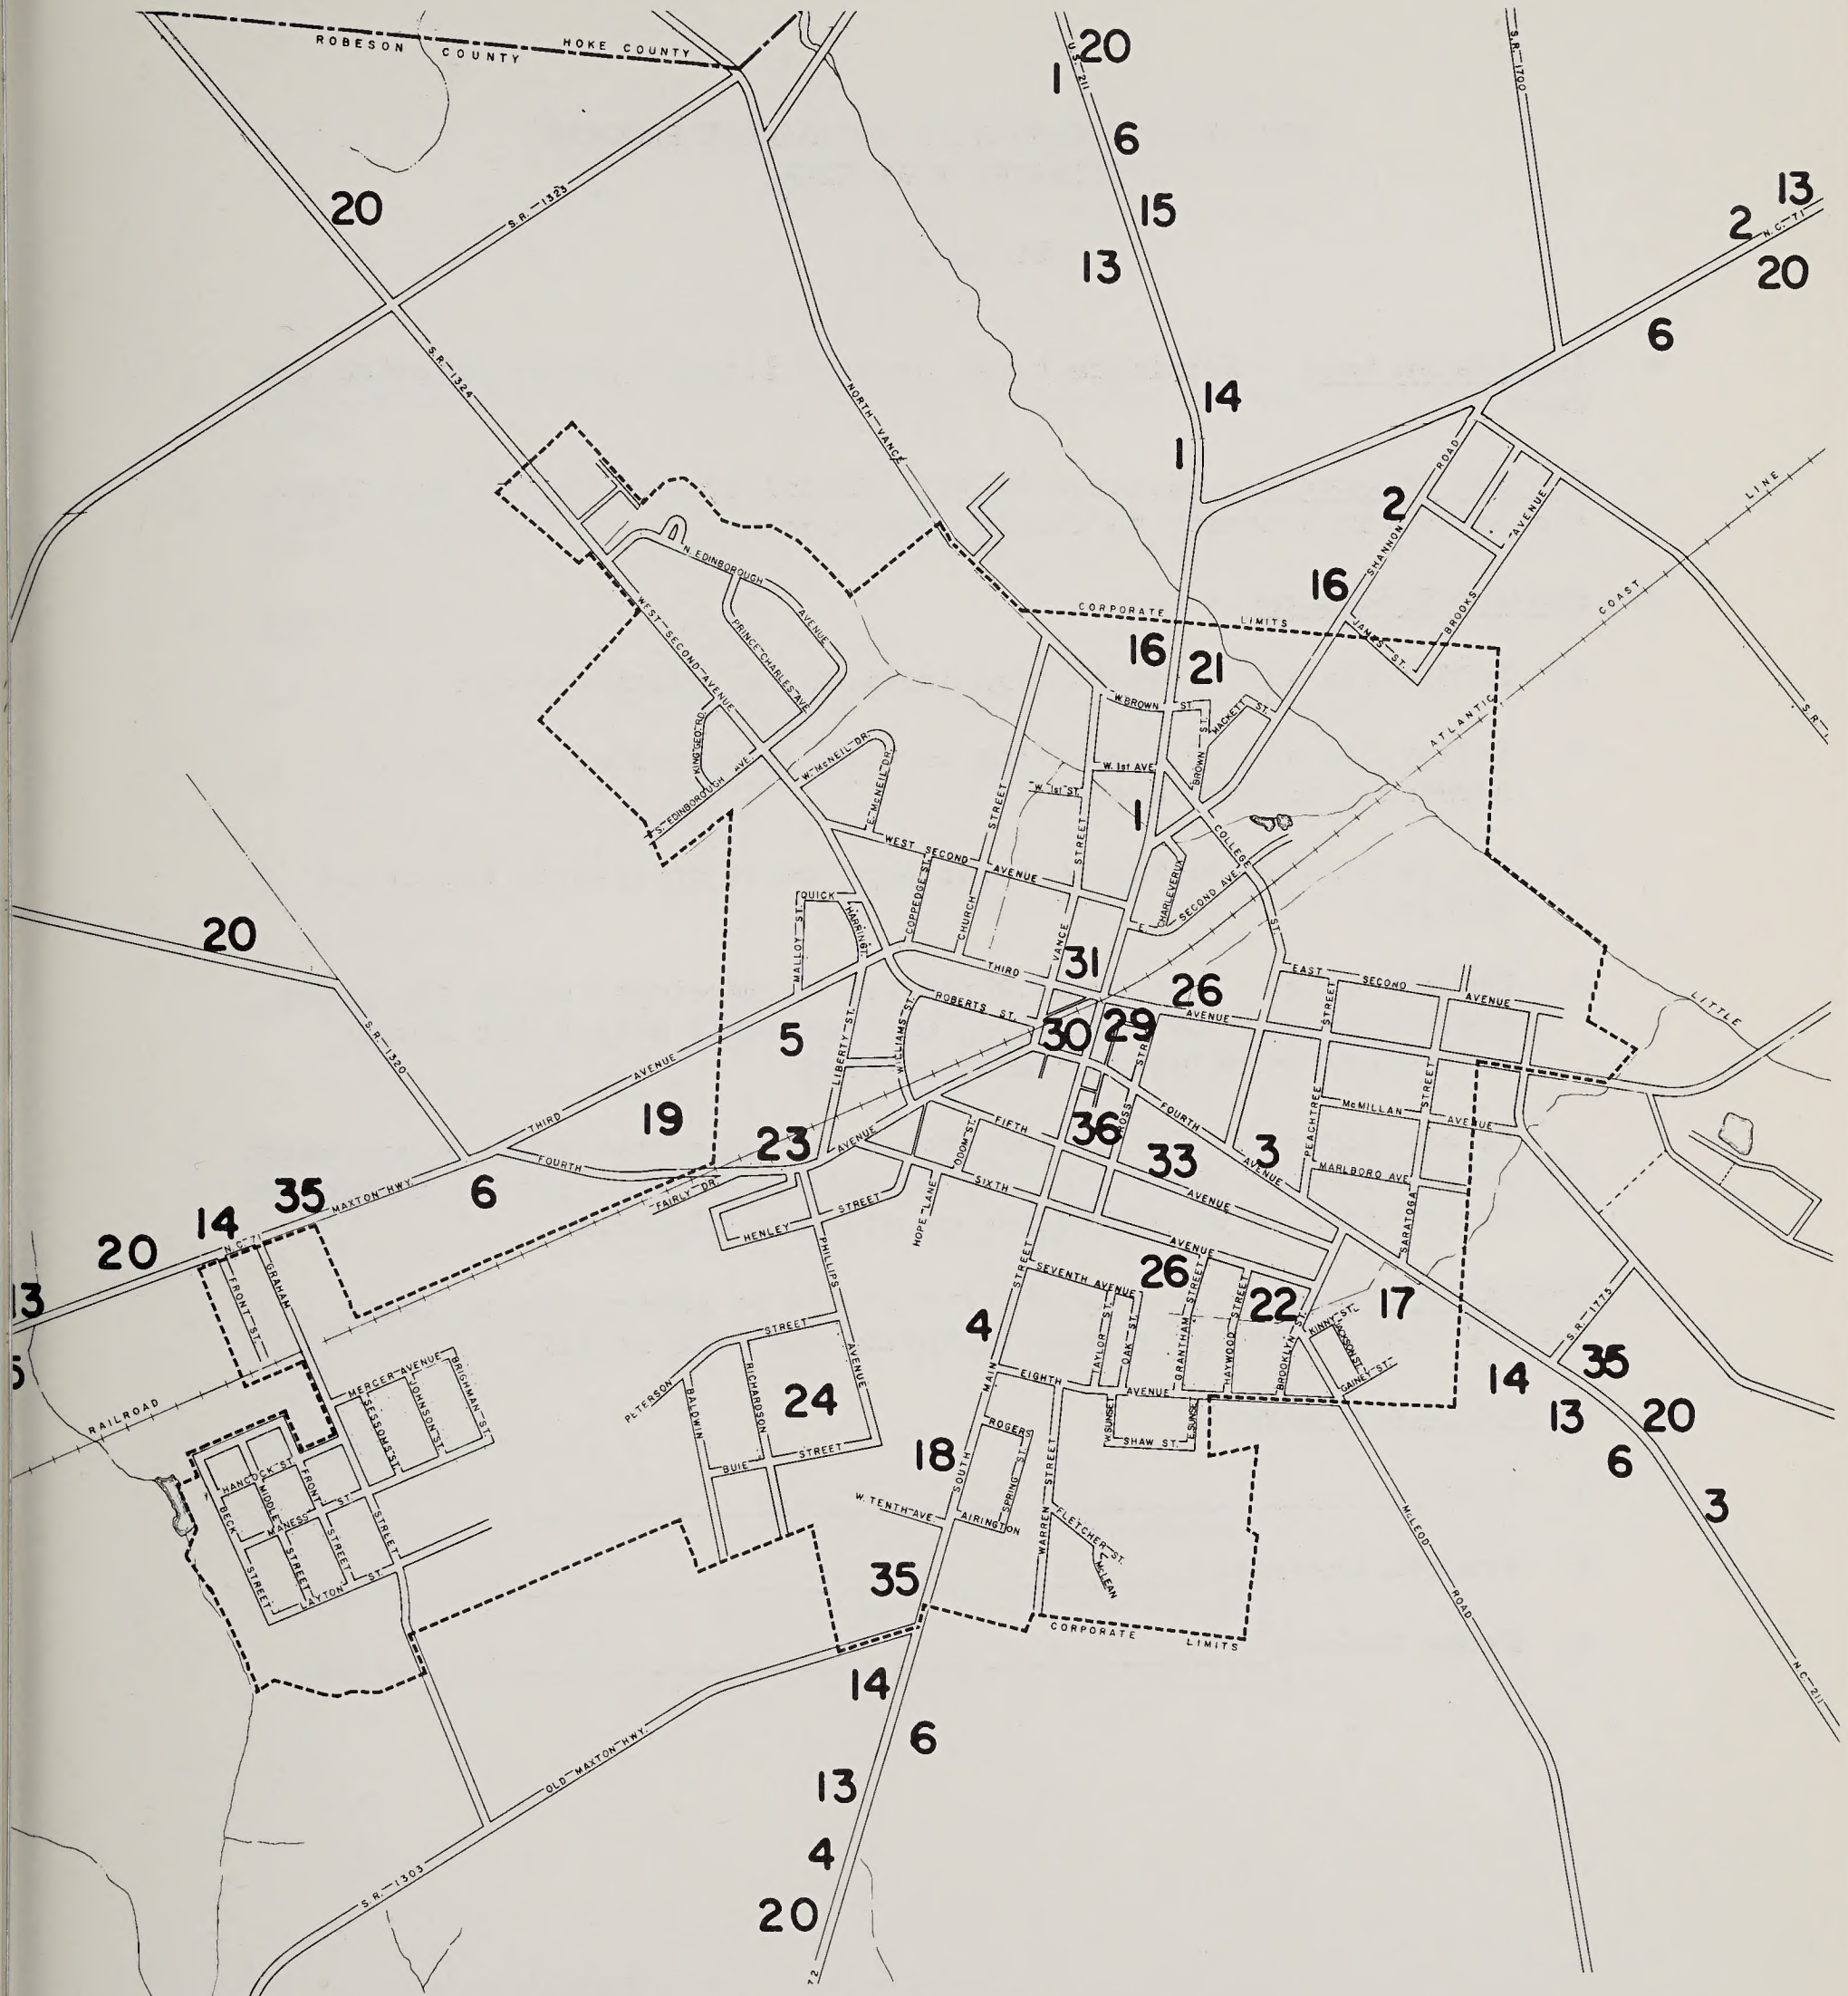 ROBESON COUNTY
HOKE COUNTY
U.S. 211
20
1
S.R. 1700
6
13
2
N.C. 71
20
20
S.R. 1323
15
13
6
S.R. 1324
NORTH VANCE
14
1
ROAD
LINE
2
AVENUE
SHANNON
N. EDINBOROUGH
AVENUE
16
COAST
CORPORATE LIMITS
BROOKS
JAMES ST.
WEST SECOND AVENUE
PRINCE CHARLES AVE
16
21
W. BROWN ST.
HACKETT ST.
ATLANTIC
S.R.
KING GEO. RD.
W. McNEIL DR.
E. McNEIL DR.
BROWN ST.
W. 1st AVE
W. 1st ST.
S. EDINBOROUGH AVE.
1
STREET
STREET
COLLEGE
ST.
WEST SECOND AVENUE
CHARLEVERUX
E. SECOND AVE.
QUICK
COPPEDGE ST.
CHURCH
MALLOY ST.
20
VANCE
31
THIRD
26
AVENUE
EAST SECOND AVENUE
STREET
LITTLE
ROBERTS ST.
WILLIAMS ST.
LIBERTY ST.
5
30
29
S.R. 1320
THIRD AVENUE
19
23
AVENUE
FIFTH
ODOM ST.
36
FOURTH
AVENUE
33
3
PEACHTREE
McMILLAN AVENUE
STREET
MARLBORO AVE
SARATOGA
FOURTH
6
FAIRLY DR.
HENLEY STREET
HOPE LANE
SIXTH
AVENUE
AVENUE
35
MAXTON HWY.
14
N.C. 71
20
13
5
FRONT ST.
GRAHAM
PHILLIPS
AVENUE
STREET
SEVENTH AVENUE
26
22
17
KINNY ST.
GAINEY ST.
4
TAYLOR ST.
OAK ST.
GRANTHAM STREET
HAYWOOD STREET
BROOKLYN ST.
S.R. 1775
35
14
13
20
6
3
RAILROAD
MERCER AVENUE
BRIGHMAN ST.
JOHNSON ST.
SESSOMS ST.
PETERSON STREET
BALDWIN
RICHARDSON
24
BUIE STREET
MAIN
EIGHTH AVENUE
ROGERS
W. SUNSET
E. SUNSET
SHAW ST.
HANCOCK ST.
FRONT STREET
MIDDLE STREET
BECK STREET
MANESS ST.
LAYTON ST.
STREET
18
SOUTH
SPRING ST.
WARREN STREET
W. TENTH AVE
AIRINGTON
FLETCHER ST.
McLEAN
McLEOD ROAD
35
CORPORATE LIMITS
N.C. 211
14
6
OLD MAXTON HWY.
13
4
S.R. 1303
20
72